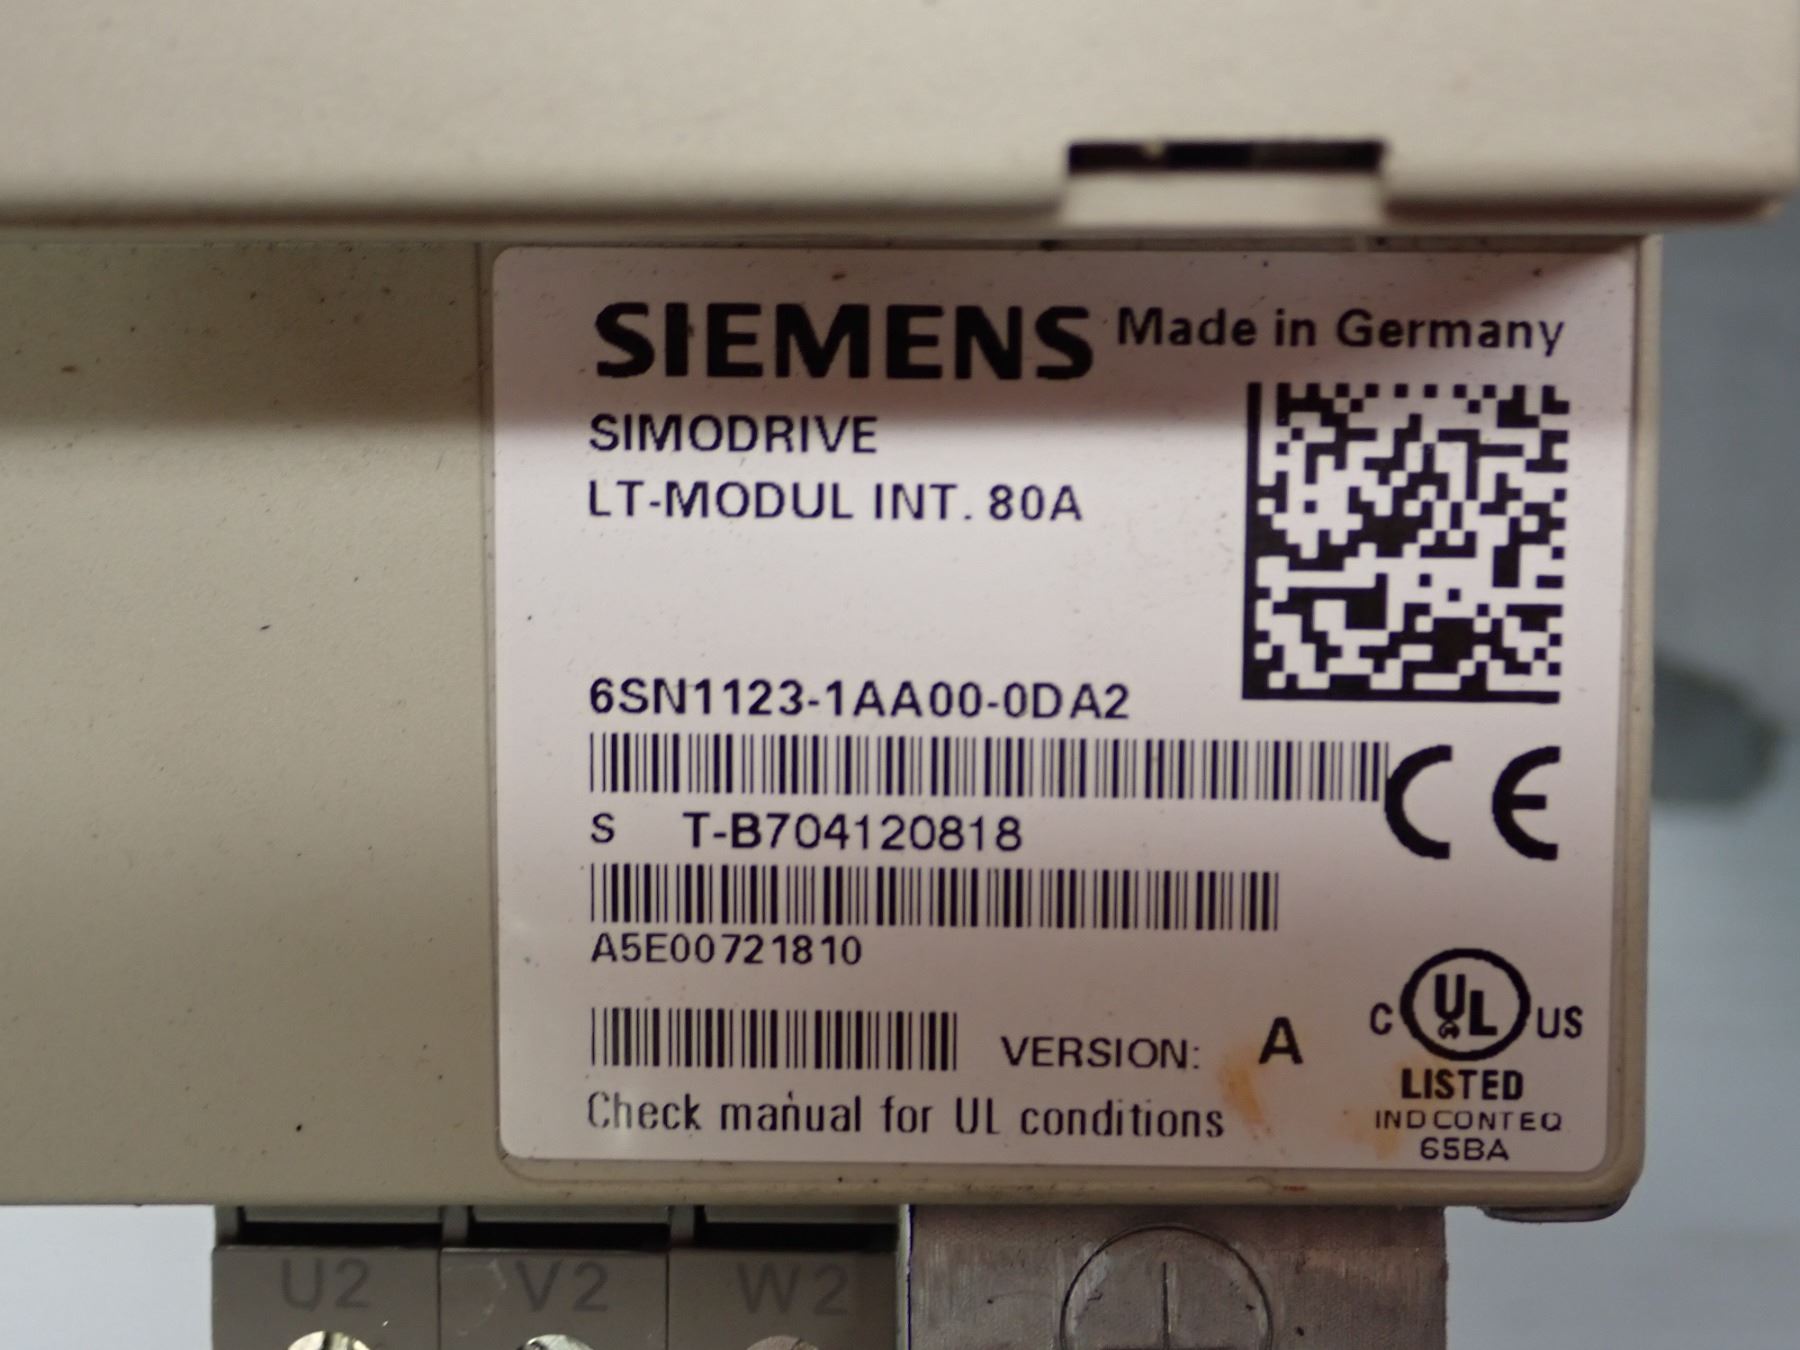 SIEMENS Made in Germany
SIMODRIVE
LT-MODUL INT. 80A
6SN1123-1AA00-0DA2
S T-B704120818
A5E00721810
VERSION: A
Check manual for UL conditions
C UL US
LISTED
IND CONT EQ
65BA
CE
U2 V2 W2